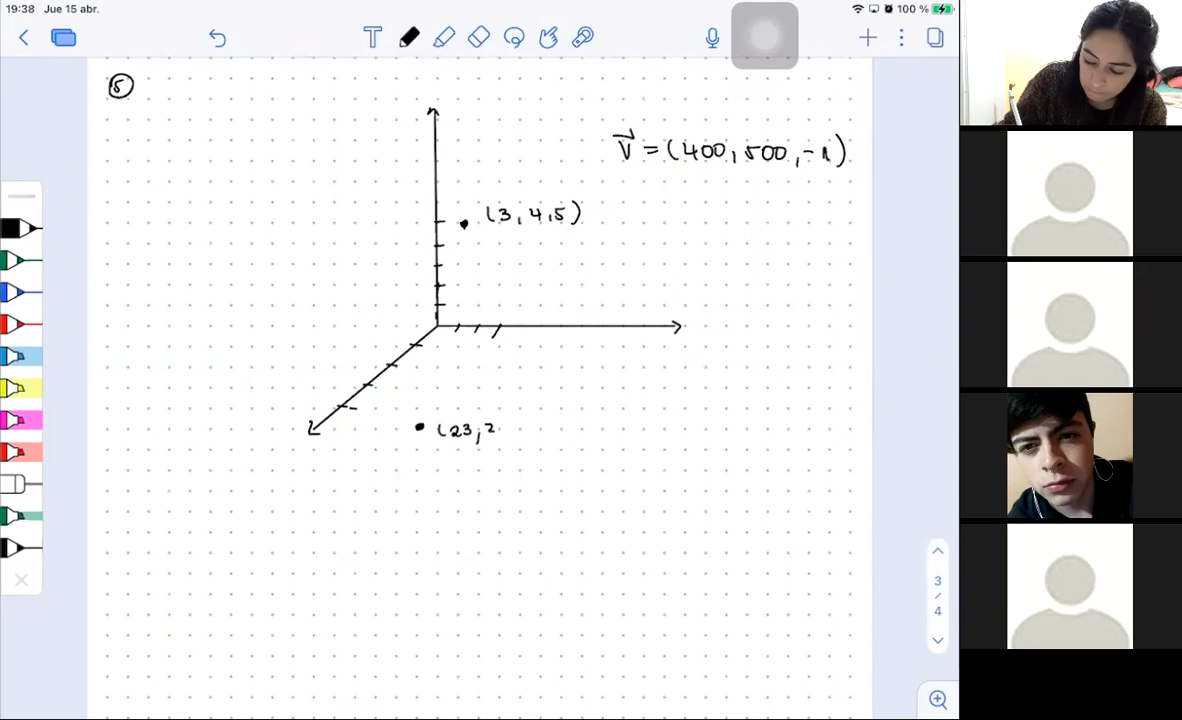 19:38 Jue 15 abr. 100 %
T
5
V = (400, 500, -1)
(3, 4, 5)
(23, 2
3
/
4